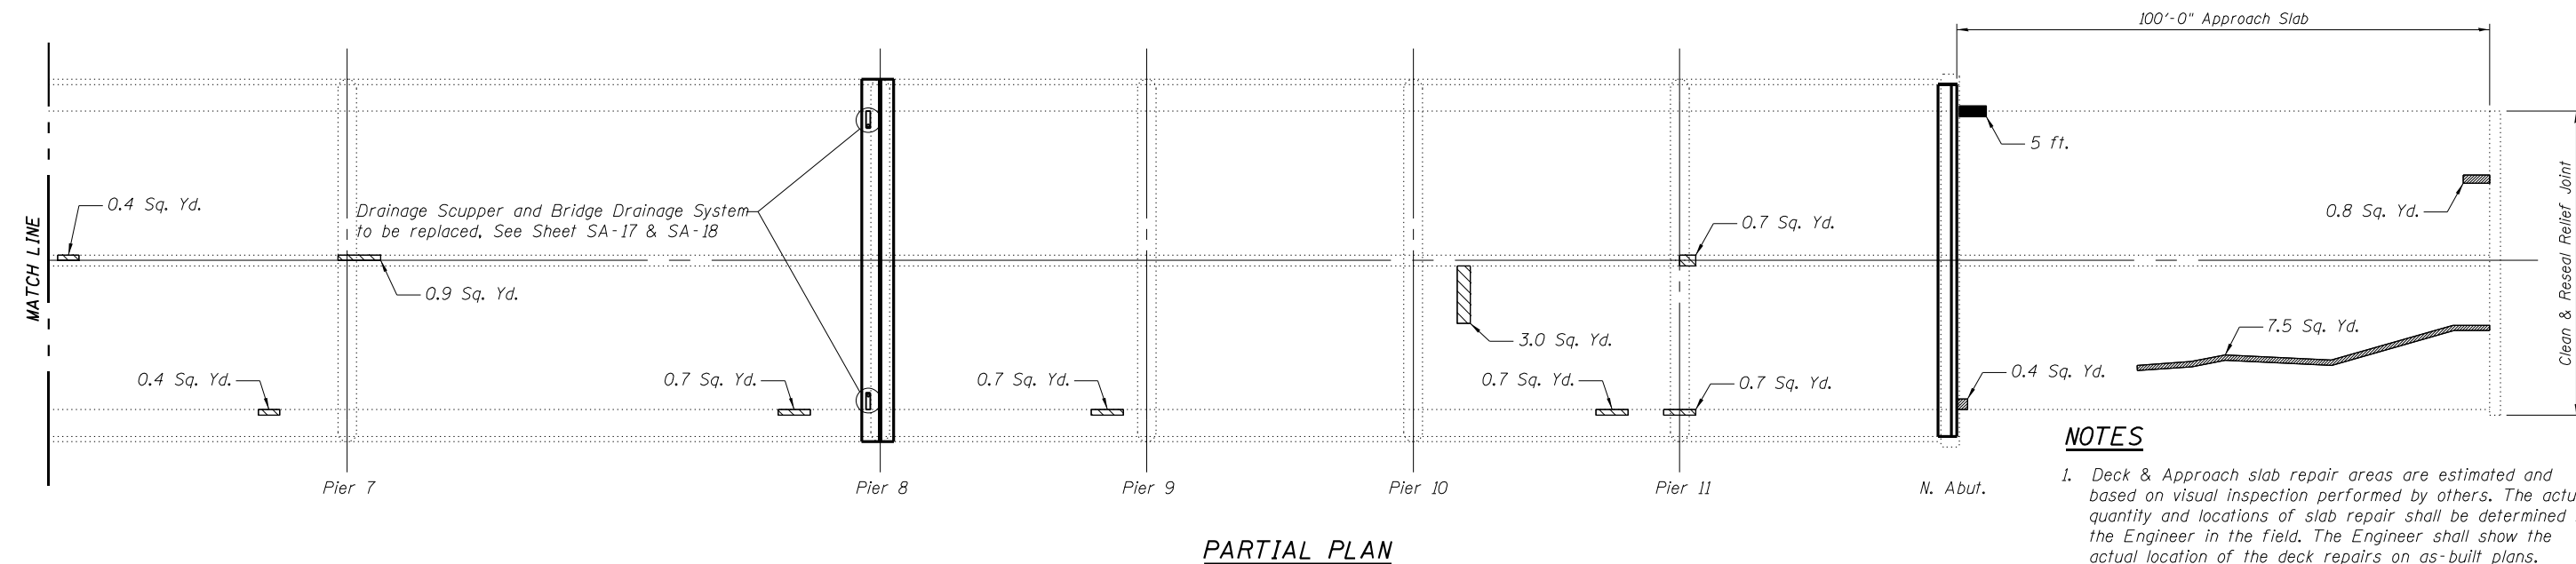 100'-0" Approach Slab
5 ft.
0.4 Sq. Yd.
Drainage Scupper and Bridge Drainage System
to be replaced, See Sheet SA-17 & SA-18
0.8 Sq. Yd.
0.7 Sq. Yd.
MATCH LINE
Clean & Reseal Relief Joint
0.9 Sq. Yd.
3.0 Sq. Yd.
7.5 Sq. Yd.
0.4 Sq. Yd.
0.7 Sq. Yd.
0.7 Sq. Yd.
0.7 Sq. Yd.
0.7 Sq. Yd.
0.4 Sq. Yd.
Pier 7
Pier 8
Pier 9
Pier 10
Pier 11
N. Abut.
PARTIAL PLAN
NOTES
1. Deck & Approach slab repair areas are estimated and
based on visual inspection performed by others. The
quantity and locations of slab repair shall be determined
the Engineer in the field. The Engineer shall show the
actual location of the deck repairs on as-built plans.